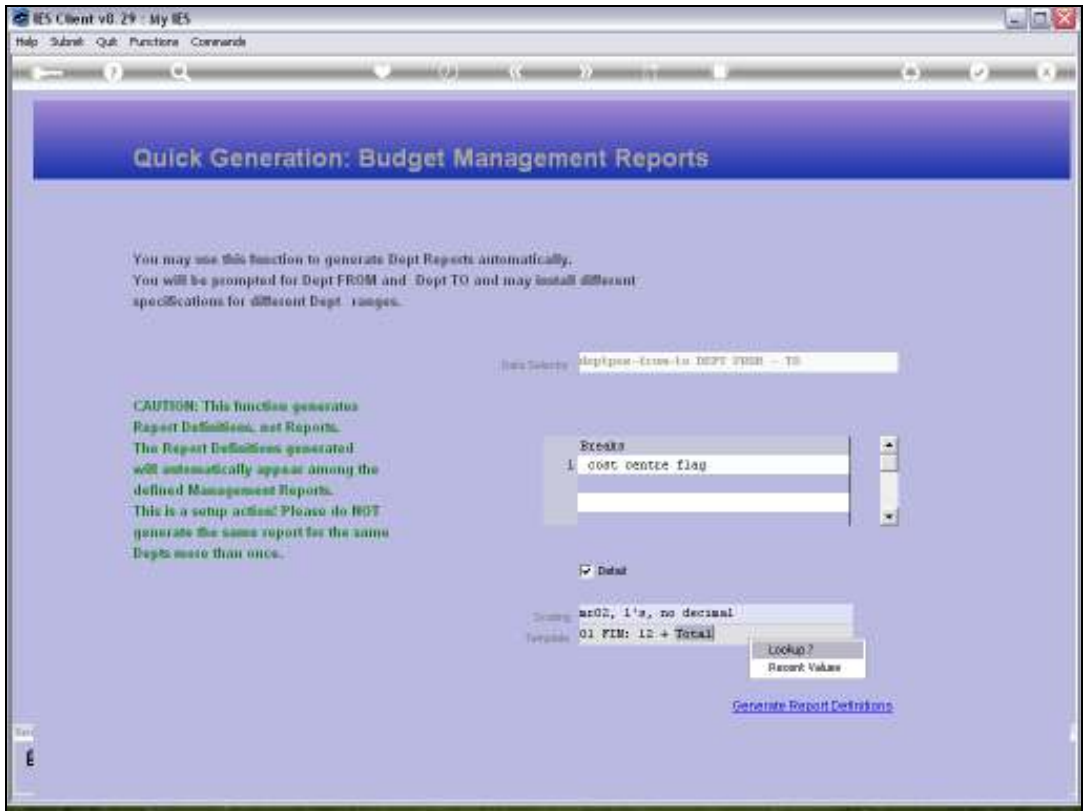 IES Client v0.29 : My IES
Help Submit Quit Functions Commands
Quick Generation: Budget Management Reports
You may use this function to generate Dept Reports automatically.
You will be prompted for Dept FROM and Dept TO and may install different
specifications for different Dept ranges.
Data Selector deptpos-from-to DEPT FROM - TO
CAUTION: This function generates
Report Definitions, not Reports.
The Report Definitions generated
will automatically appear among the
defined Management Reports.
This is a setup action! Please do NOT
generate the same report for the same
Depts more than once.
Breaks
1 cost centre flag
Detail
Scaling mr02, 1's, no decimal
Template 01 FIN: 12 + Total
Lookup ?
Recent Values
Generate Report Definitions